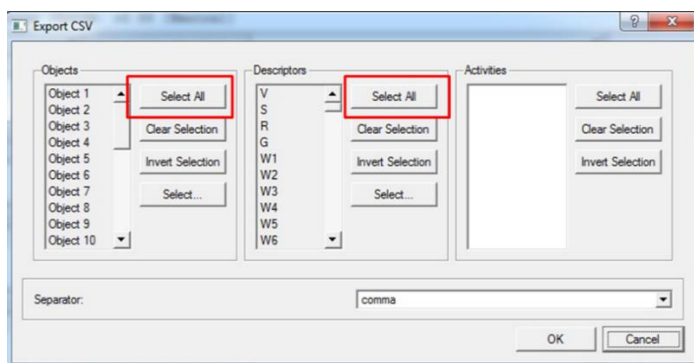 Export CSV
Objects
Object 1
Object 2
Object 3
Object 4
Object 5
Object 6
Object 7
Object 8
Object 9
Object 10
Select All
Clear Selection
Invert Selection
Select...
Descriptors
V
S
R
G
W1
W2
W3
W4
W5
W6
Select All
Clear Selection
Invert Selection
Select...
Activities
Select All
Clear Selection
Invert Selection
Separator:
comma
OK
Cancel